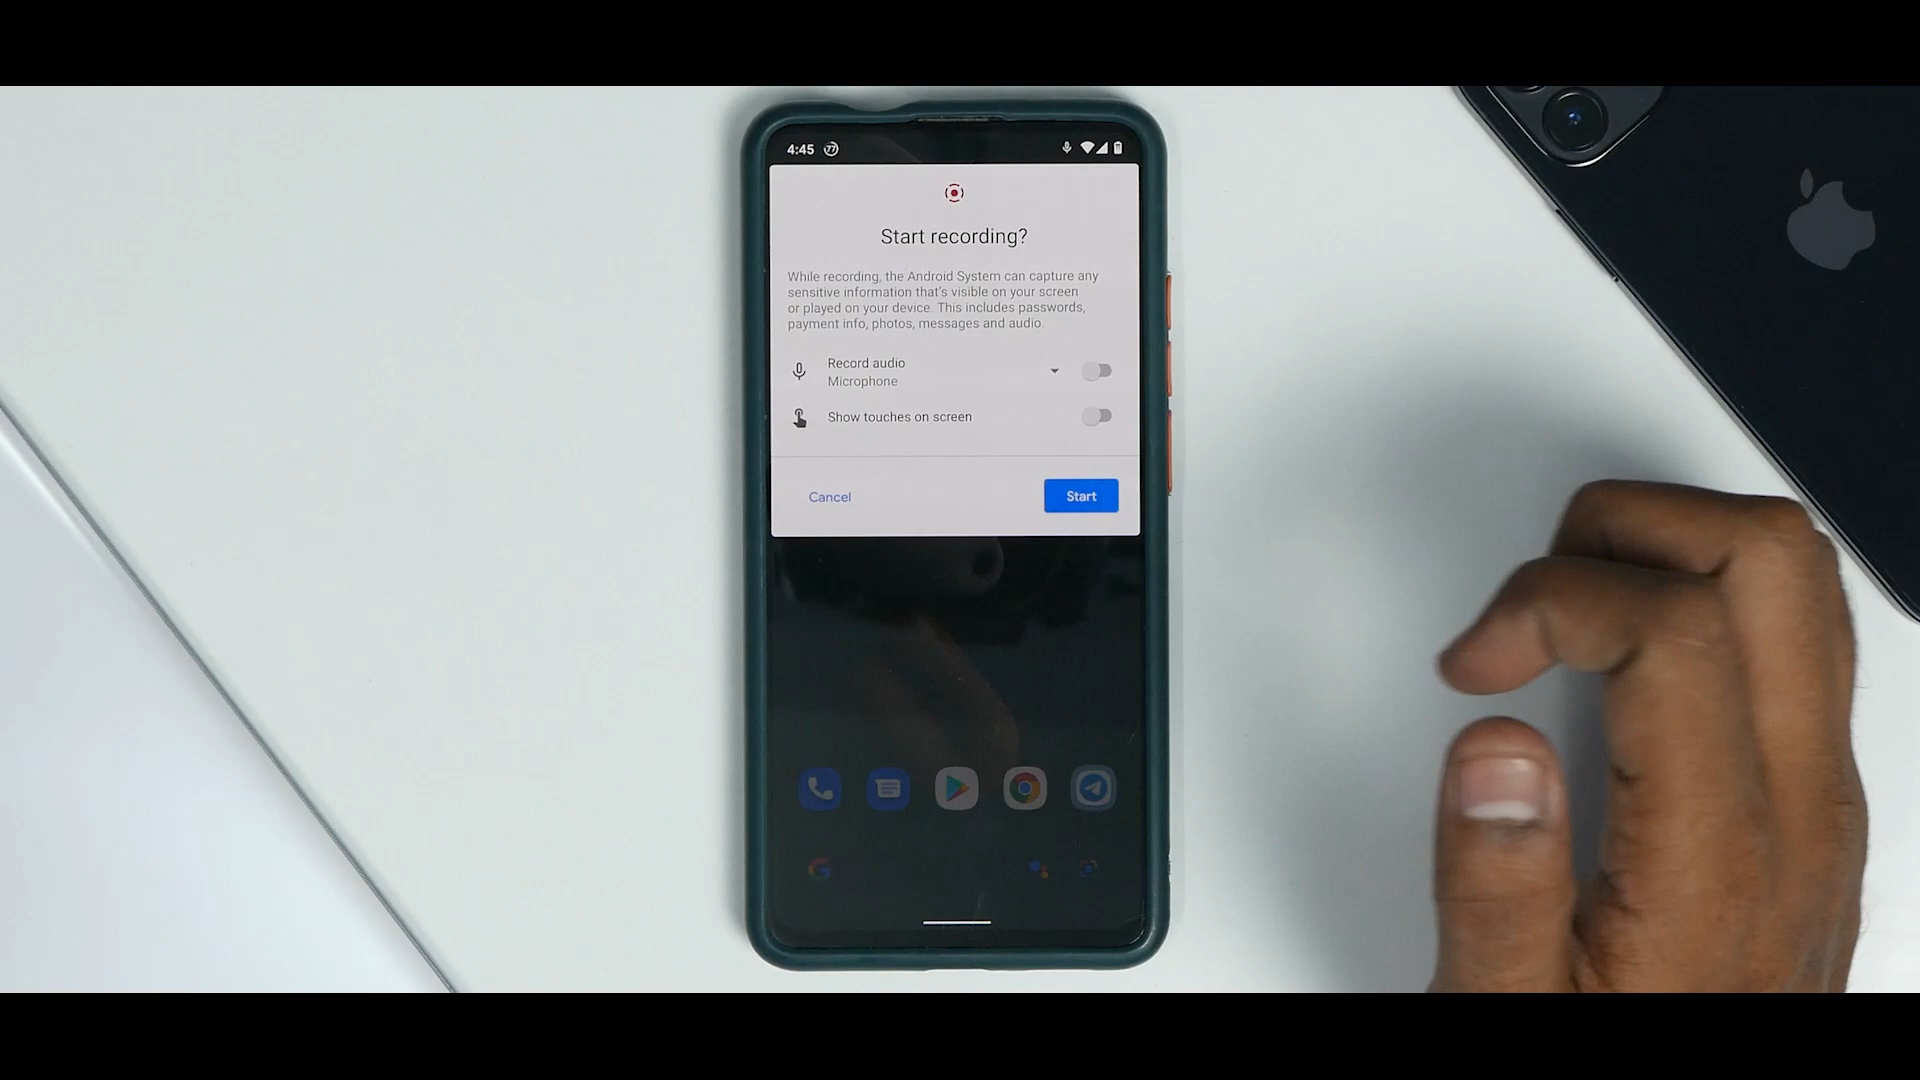 4:45 77
Start recording?
While recording, the Android System can capture any
sensitive information that's visible on your screen
or played on your device. This includes passwords,
payment info, photos, messages and audio.
Record audio
Microphone
Show touches on screen
Cancel
Start